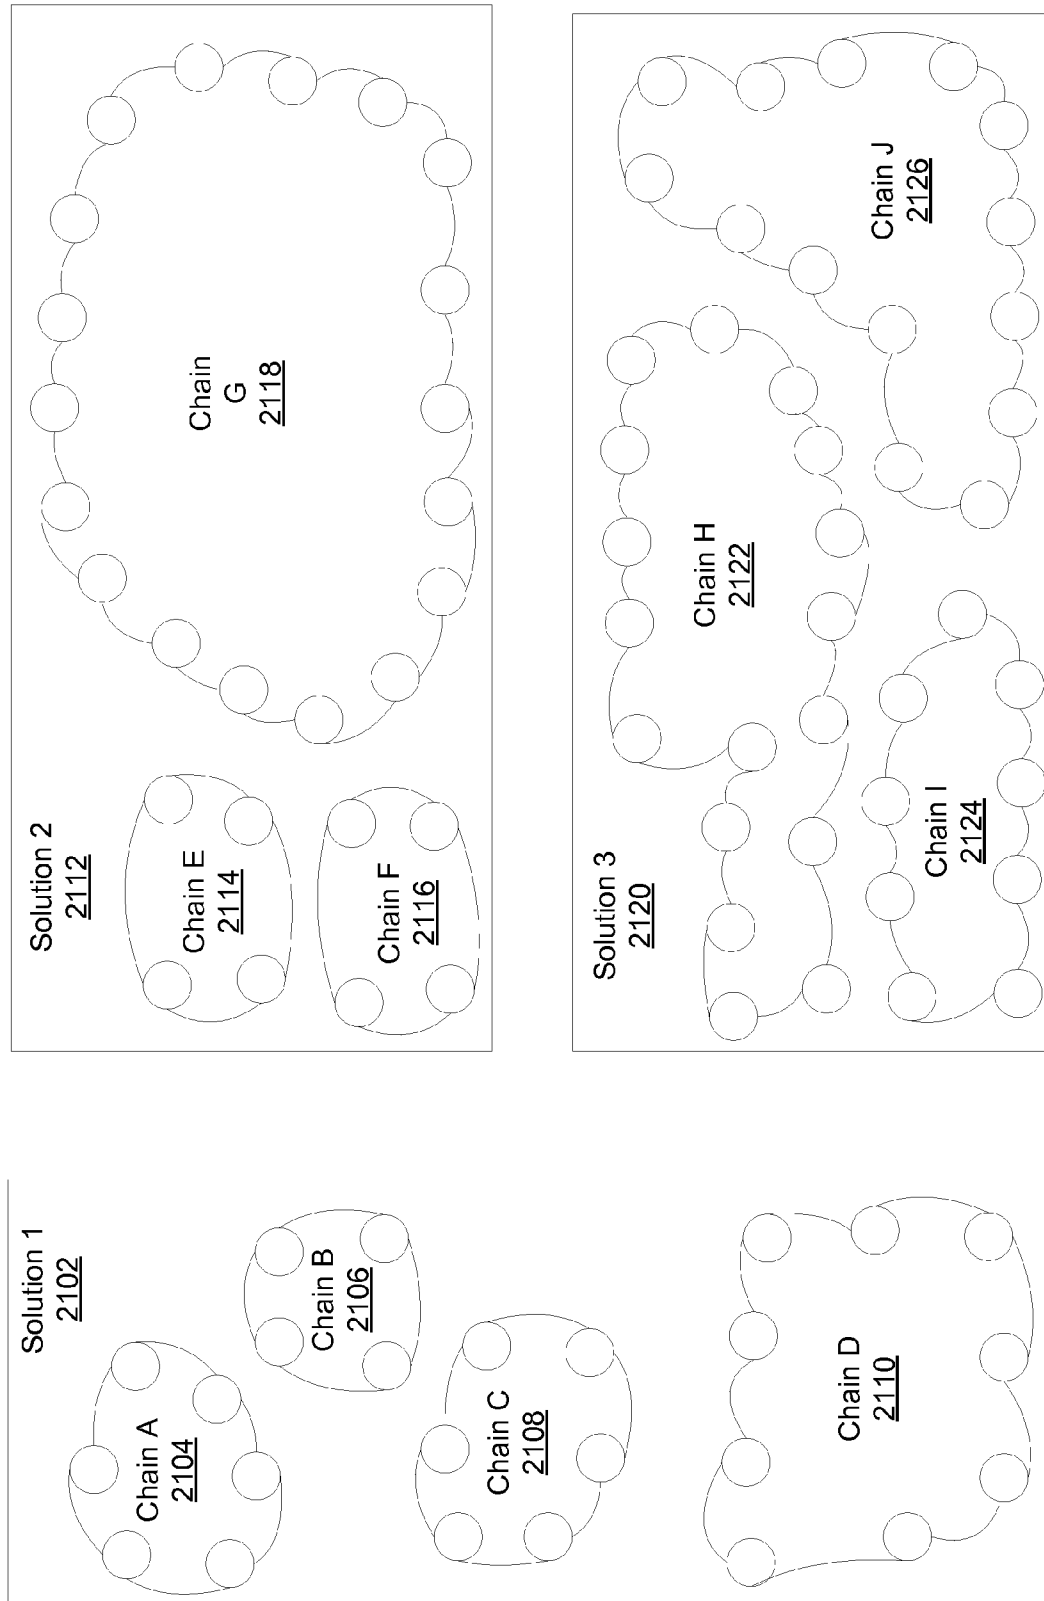 Solution 1
2102
Chain A
2104
Chain B
2106
Chain C
2108
Chain D
2110
Solution 2
2112
Chain E
2114
Chain F
2116
Chain
G
2118
Solution 3
2120
Chain H
2122
Chain I
2124
Chain J
2126